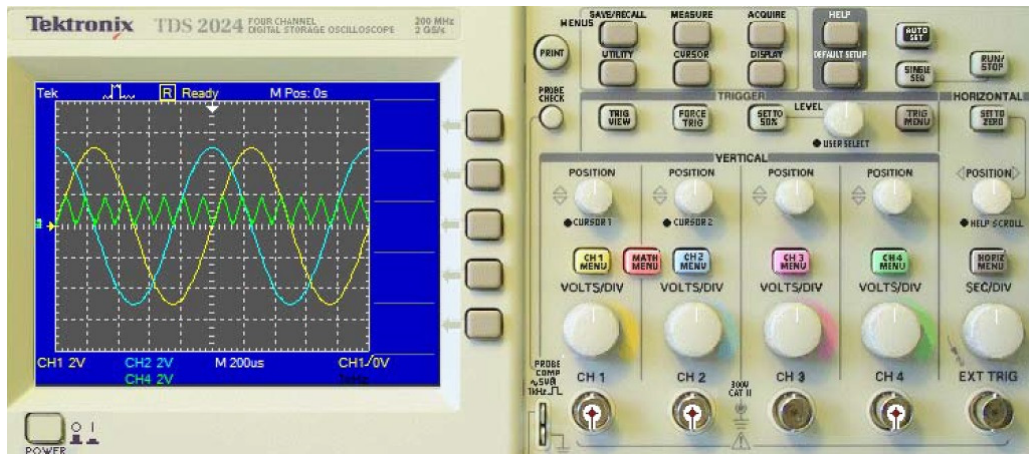 Tektronix TDS 2024 FOUR CHANNEL DIGITAL STORAGE OSCILLOSCOPE 200 MHz 2 GS/s
Tek R Ready M Pos: 0s
CH1 2V CH2 2V M 200us CH1/0V
CH4 2V
POWER
MENUS
SAVE/RECALL MEASURE ACQUIRE
UTILITY CURSOR DISPLAY
HELP
DEFAULT SETUP
AUTO SET
SINGLE SEQ
RUN/STOP
PRINT
PROBE CHECK
TRIGGER
TRIG VIEW
FORCE TRIG
SET TO 50%
LEVEL
USER SELECT
TRIG MENU
HORIZONTAL
SET TO ZERO
VERTICAL
POSITION POSITION POSITION POSITION POSITION
CURSOR 1 CURSOR 2 HELP SCROLL
CH 1 MENU
MATH MENU
CH 2 MENU
CH 3 MENU
CH 4 MENU
HORIZ MENU
VOLTS/DIV VOLTS/DIV VOLTS/DIV VOLTS/DIV SEC/DIV
PROBE COMP
~5V@
1kHz
CH 1 CH 2 CH 3 CH 4 EXT TRIG
300V
CAT II